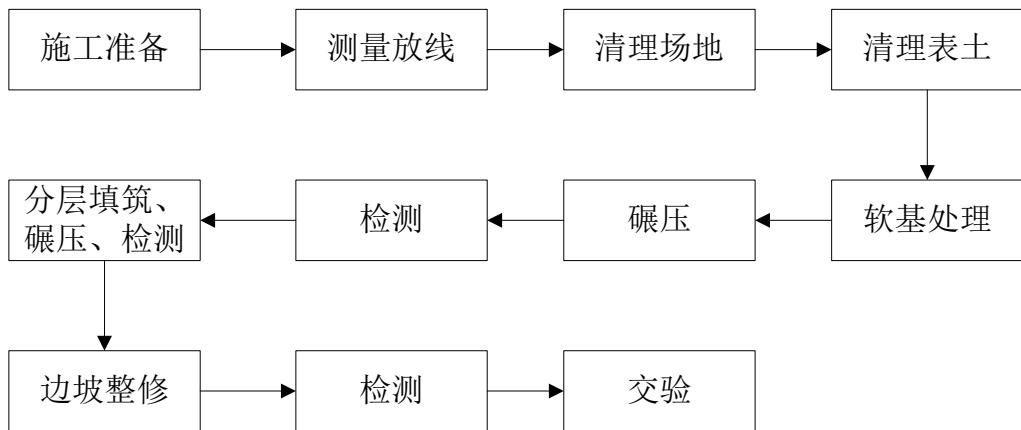 施工准备
测量放线
清理场地
清理表土
软基处理
碾压
检测
分层填筑、
碾压、检测
边坡整修
检测
交验